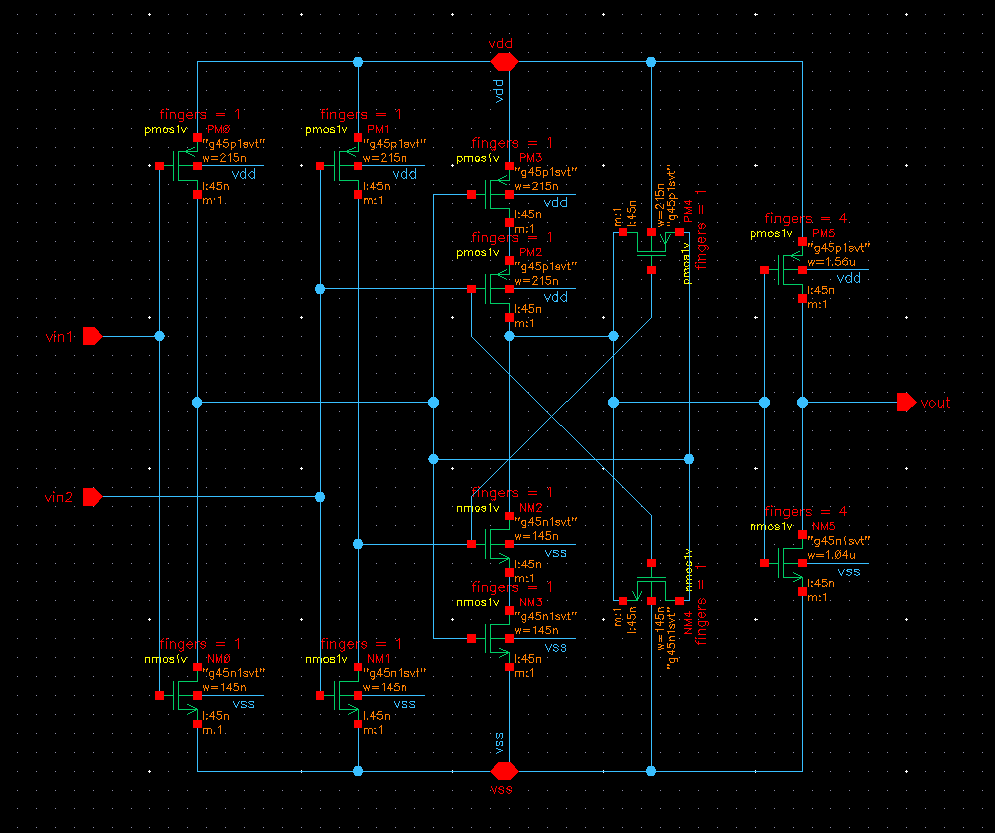 vdd
vdd
fingers = 1
pmos1v
PM0
"g45p1svt"
w=215n
vdd
l:45n
m:1
fingers = 1
pmos1v
PM1
"g45p1svt"
w=215n
vdd
l:45n
m:1
fingers = 1
pmos1v
PM3
"g45p1svt"
w=215n
vdd
l:45n
m:1
fingers = 1
pmos1v
PM2
"g45p1svt"
w=215n
vdd
l:45n
m:1
m:1
l:45n
w=215n
"g45p1svt"
PM4
fingers = 1
pmos1v
fingers = 4
pmos1v
PM5
"g45p1svt"
w=1.56u
vdd
l:45n
m:1
vin1
vout
vin2
fingers = 1
nmos1v
NM2
"g45n1svt"
w=145n
vss
l:45n
m:1
fingers = 1
nmos1v
NM3
"g45n1svt"
w=145n
vss
l:45n
m:1
nmos1v
m:1
l:45n
w=145n
"g45n1svt"
NM4
fingers = 1
fingers = 4
nmos1v
NM5
"g45n1svt"
w=1.04u
vss
l:45n
m:1
fingers = 1
nmos1v
NM0
"g45n1svt"
w=145n
vss
l:45n
m:1
fingers = 1
nmos1v
NM1
"g45n1svt"
w=145n
vss
l:45n
m:1
vss
vss